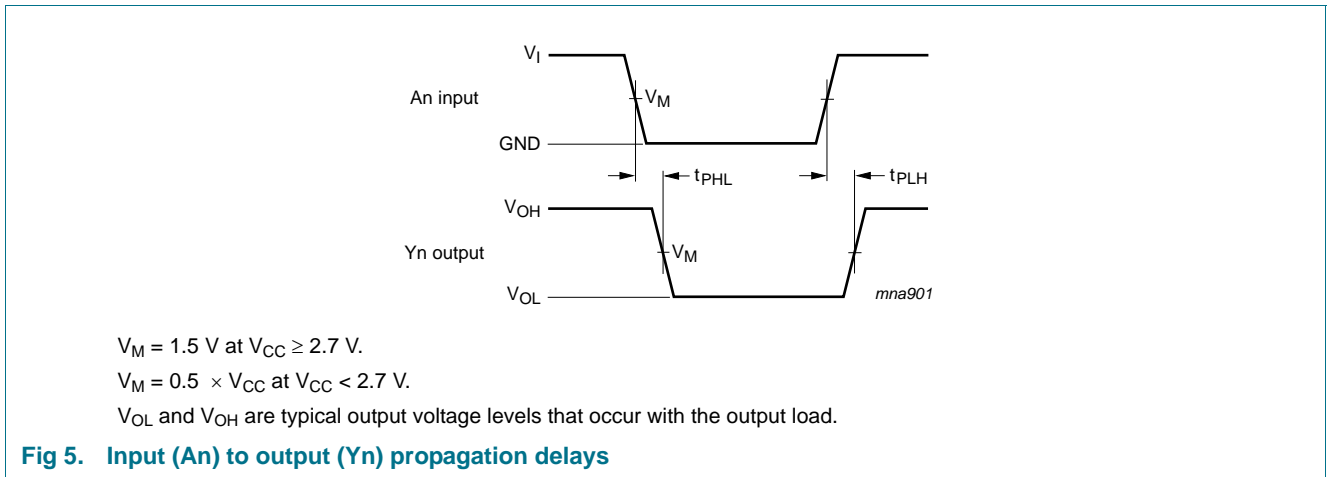 V_I
An input
V_M
GND
t_PHL
t_PLH
V_OH
Yn output
V_M
V_OL
mna901
V_M = 1.5 V at V_CC ≥ 2.7 V.
V_M = 0.5 × V_CC at V_CC < 2.7 V.
V_OL and V_OH are typical output voltage levels that occur with the output load.
Fig 5. Input (An) to output (Yn) propagation delays